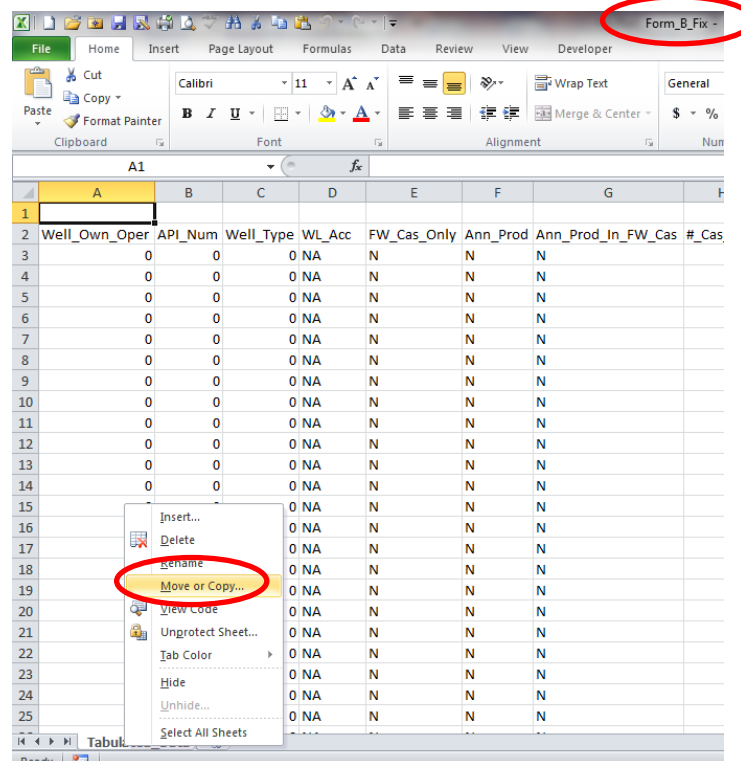 Form_B_Fix -
File Home Insert Page Layout Formulas Data Review View Developer
Paste
Cut
Copy
Format Painter
Clipboard
Calibri 11 A A
B I U A
Font
Wrap Text
Merge & Center
Alignment
General
$ %
A1 fx
A B C D E F G
1
2 Well_Own_Oper API_Num Well_Type WL_Acc FW_Cas_Only Ann_Prod Ann_Prod_In_FW_Cas #_Cas_
3 0 0 0 NA N N N
4 0 0 0 NA N N N
5 0 0 0 NA N N N
6 0 0 0 NA N N N
7 0 0 0 NA N N N
8 0 0 0 NA N N N
9 0 0 0 NA N N N
10 0 0 0 NA N N N
11 0 0 0 NA N N N
12 0 0 0 NA N N N
13 0 0 0 NA N N N
14 0 0 0 NA N N N
15 0 NA N N N
16 0 NA N N N
17 0 NA N N N
18 0 NA N N N
19 0 NA N N N
20 0 NA N N N
21 0 NA N N N
22 0 NA N N N
23 0 NA N N N
24 0 NA N N N
25 0 NA N N N
Insert...
Delete
Rename
Move or Copy...
View Code
Unprotect Sheet...
Tab Color
Hide
Unhide...
Select All Sheets